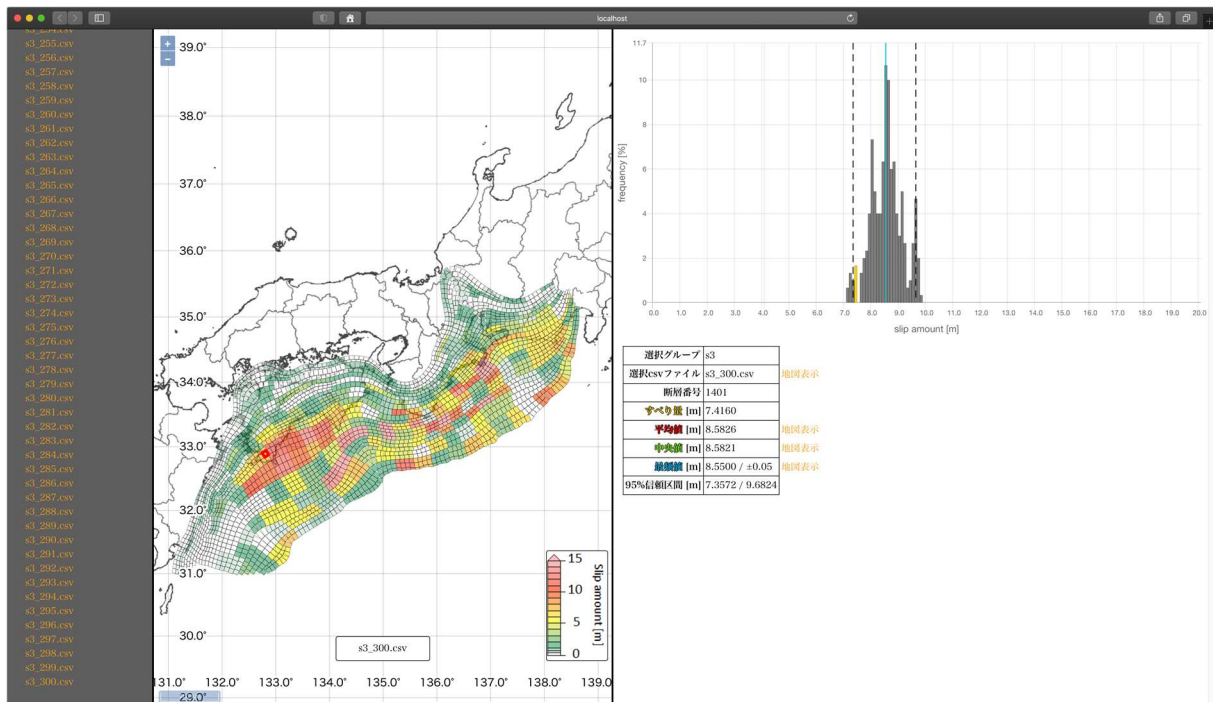 localhost
s3_254.csv
s3_255.csv
s3_256.csv
s3_257.csv
s3_258.csv
s3_259.csv
s3_260.csv
s3_261.csv
s3_262.csv
s3_263.csv
s3_264.csv
s3_265.csv
s3_266.csv
s3_267.csv
s3_268.csv
s3_269.csv
s3_270.csv
s3_271.csv
s3_272.csv
s3_273.csv
s3_274.csv
s3_275.csv
s3_276.csv
s3_277.csv
s3_278.csv
s3_279.csv
s3_280.csv
s3_281.csv
s3_282.csv
s3_283.csv
s3_284.csv
s3_285.csv
s3_286.csv
s3_287.csv
s3_288.csv
s3_289.csv
s3_290.csv
s3_291.csv
s3_292.csv
s3_293.csv
s3_294.csv
s3_295.csv
s3_296.csv
s3_297.csv
s3_298.csv
s3_299.csv
s3_300.csv
+
−
39.0°
38.0°
37.0°
36.0°
35.0°
34.0°
33.0°
32.0°
31.0°
30.0°
29.0°
131.0° 132.0° 133.0° 134.0° 135.0° 136.0° 137.0° 138.0° 139.0
s3_300.csv
15
10
5
0
Slip amount [m]
11.7
10
8
6
4
2
0
frequency [%]
0.0 1.0 2.0 3.0 4.0 5.0 6.0 7.0 8.0 9.0 10.0 11.0 12.0 13.0 14.0 15.0 16.0 17.0 18.0 19.0 20.0
slip amount [m]
選択グループ s3
選択csvファイル s3_300.csv 地図表示
断層番号 1401
すべり量 [m] 7.4160
平均値 [m] 8.5826 地図表示
中央値 [m] 8.5821 地図表示
最頻値 [m] 8.5500 / ±0.05 地図表示
95%信頼区間 [m] 7.3572 / 9.6824